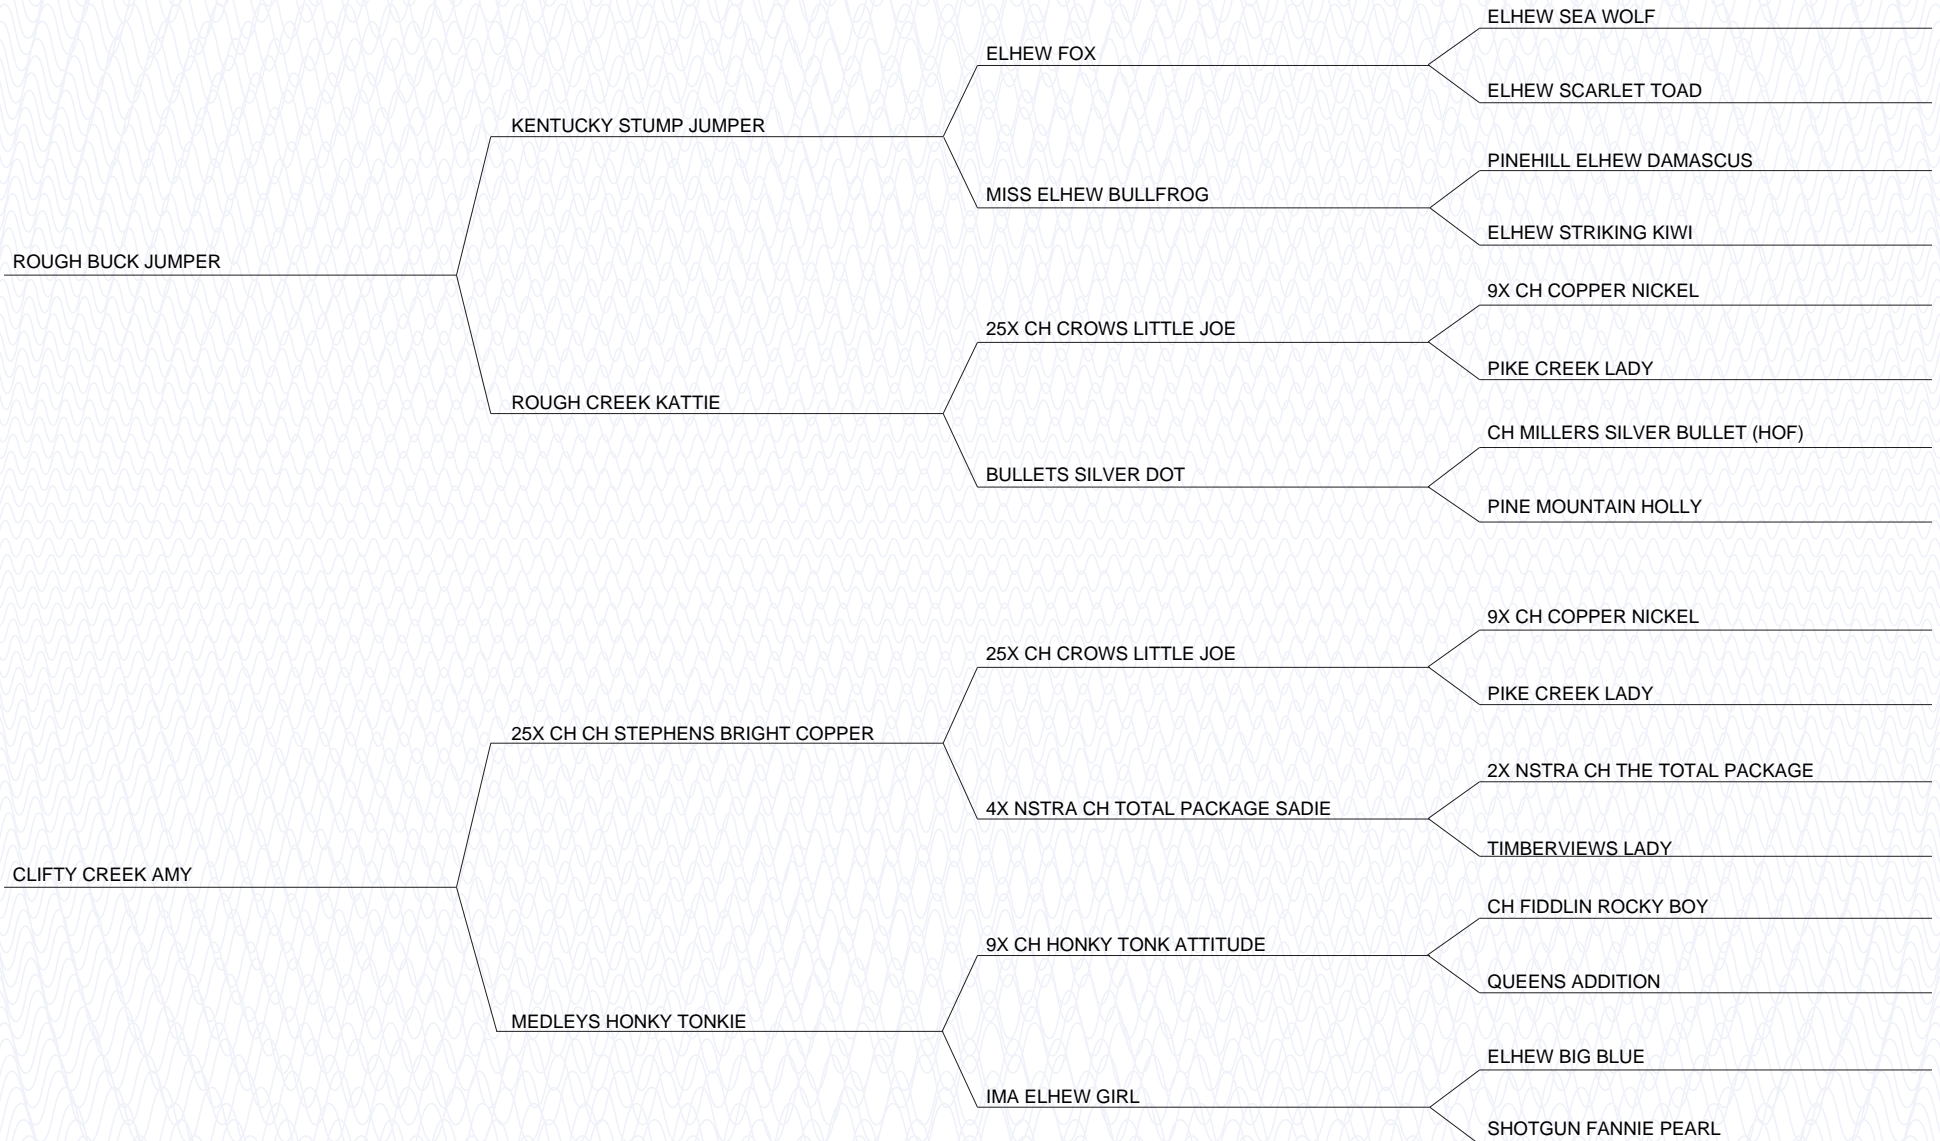 ELHEW SEA WOLF
ELHEW FOX
ELHEW SCARLET TOAD
KENTUCKY STUMP JUMPER
PINEHILL ELHEW DAMASCUS
MISS ELHEW BULLFROG
ELHEW STRIKING KIWI
ROUGH BUCK JUMPER
9X CH COPPER NICKEL
25X CH CROWS LITTLE JOE
PIKE CREEK LADY
ROUGH CREEK KATTIE
CH MILLERS SILVER BULLET (HOF)
BULLETS SILVER DOT
PINE MOUNTAIN HOLLY
9X CH COPPER NICKEL
25X CH CROWS LITTLE JOE
PIKE CREEK LADY
25X CH CH STEPHENS BRIGHT COPPER
2X NSTRA CH THE TOTAL PACKAGE
4X NSTRA CH TOTAL PACKAGE SADIE
TIMBERVIEWS LADY
CLIFTY CREEK AMY
CH FIDDLIN ROCKY BOY
9X CH HONKY TONK ATTITUDE
QUEENS ADDITION
MEDLEYS HONKY TONKIE
ELHEW BIG BLUE
IMA ELHEW GIRL
SHOTGUN FANNIE PEARL